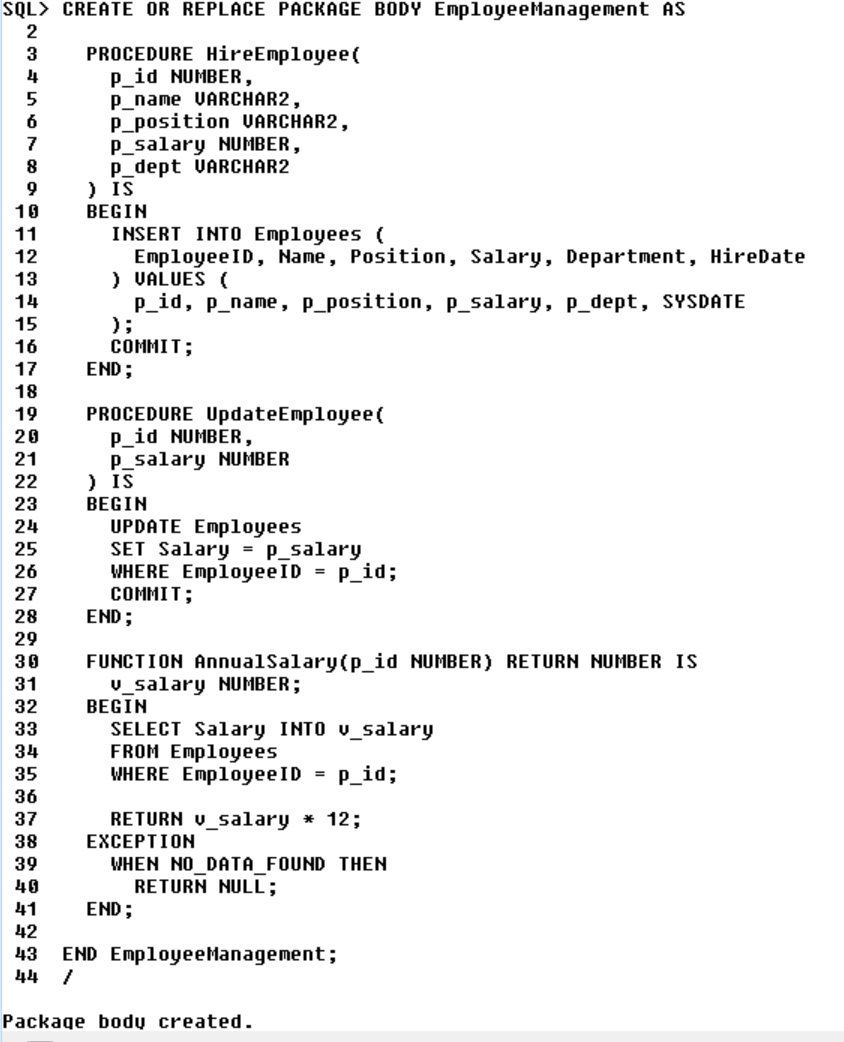 SQL> CREATE OR REPLACE PACKAGE BODY EmployeeManagement AS
  2
  3    PROCEDURE HireEmployee(
  4      p_id NUMBER,
  5      p_name VARCHAR2,
  6      p_position VARCHAR2,
  7      p_salary NUMBER,
  8      p_dept VARCHAR2
  9    ) IS
 10    BEGIN
 11      INSERT INTO Employees (
 12        EmployeeID, Name, Position, Salary, Department, HireDate
 13      ) VALUES (
 14        p_id, p_name, p_position, p_salary, p_dept, SYSDATE
 15      );
 16      COMMIT;
 17    END;
 18
 19    PROCEDURE UpdateEmployee(
 20      p_id NUMBER,
 21      p_salary NUMBER
 22    ) IS
 23    BEGIN
 24      UPDATE Employees
 25      SET Salary = p_salary
 26      WHERE EmployeeID = p_id;
 27      COMMIT;
 28    END;
 29
 30    FUNCTION AnnualSalary(p_id NUMBER) RETURN NUMBER IS
 31      v_salary NUMBER;
 32    BEGIN
 33      SELECT Salary INTO v_salary
 34      FROM Employees
 35      WHERE EmployeeID = p_id;
 36
 37      RETURN v_salary * 12;
 38    EXCEPTION
 39      WHEN NO_DATA_FOUND THEN
 40        RETURN NULL;
 41    END;
 42
 43  END EmployeeManagement;
 44  /
Package body created.